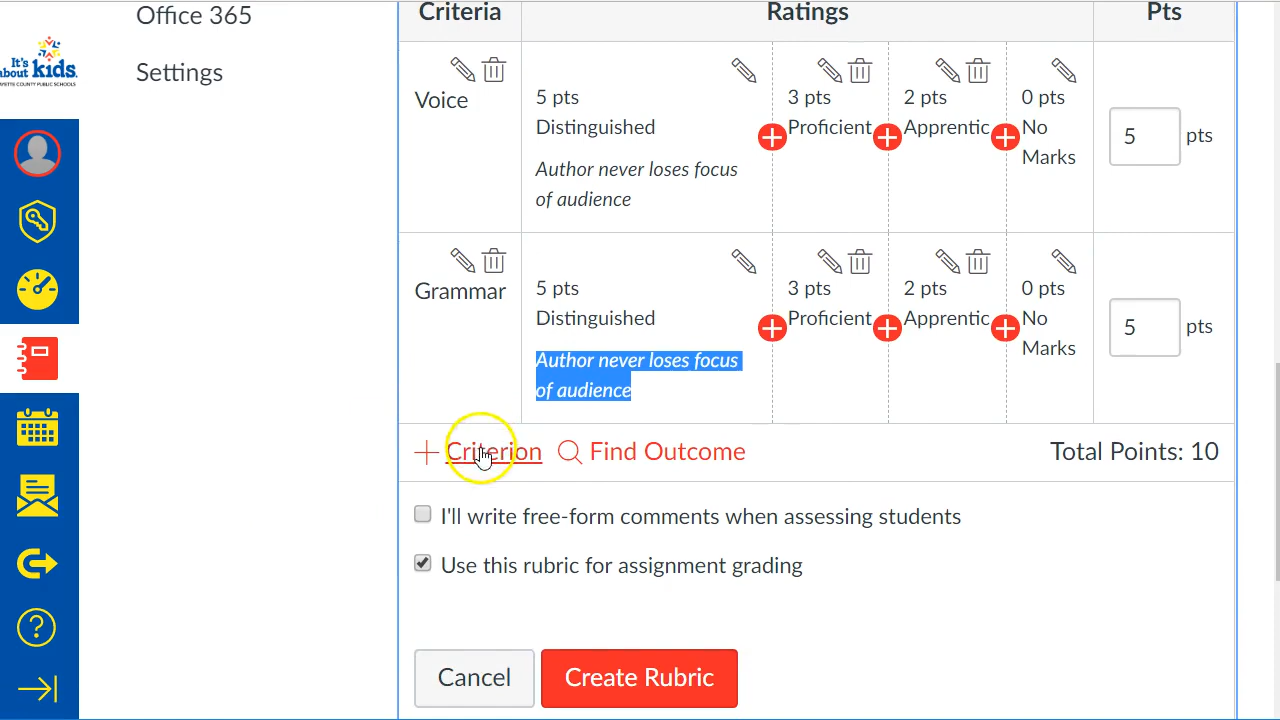 Office 365
Settings
It's
about kids.
FAYETTE COUNTY PUBLIC SCHOOLS
Criteria
Ratings
Pts
Voice
5 pts
Distinguished
Author never loses focus
of audience
3 pts
Proficient
2 pts
Apprentic
0 pts
No
Marks
5
pts
Grammar
5 pts
Distinguished
Author never loses focus
of audience
3 pts
Proficient
2 pts
Apprentic
0 pts
No
Marks
5
pts
Criterion
Find Outcome
Total Points: 10
I'll write free-form comments when assessing students
Use this rubric for assignment grading
Cancel
Create Rubric